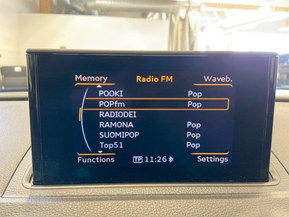 Memory Radio FM Waveb.
POOKI Pop
POPfm Pop
RADIODEI
RAMONA Pop
SUOMIPOP Pop
Top51 Pop
Functions TP 11:26 Settings